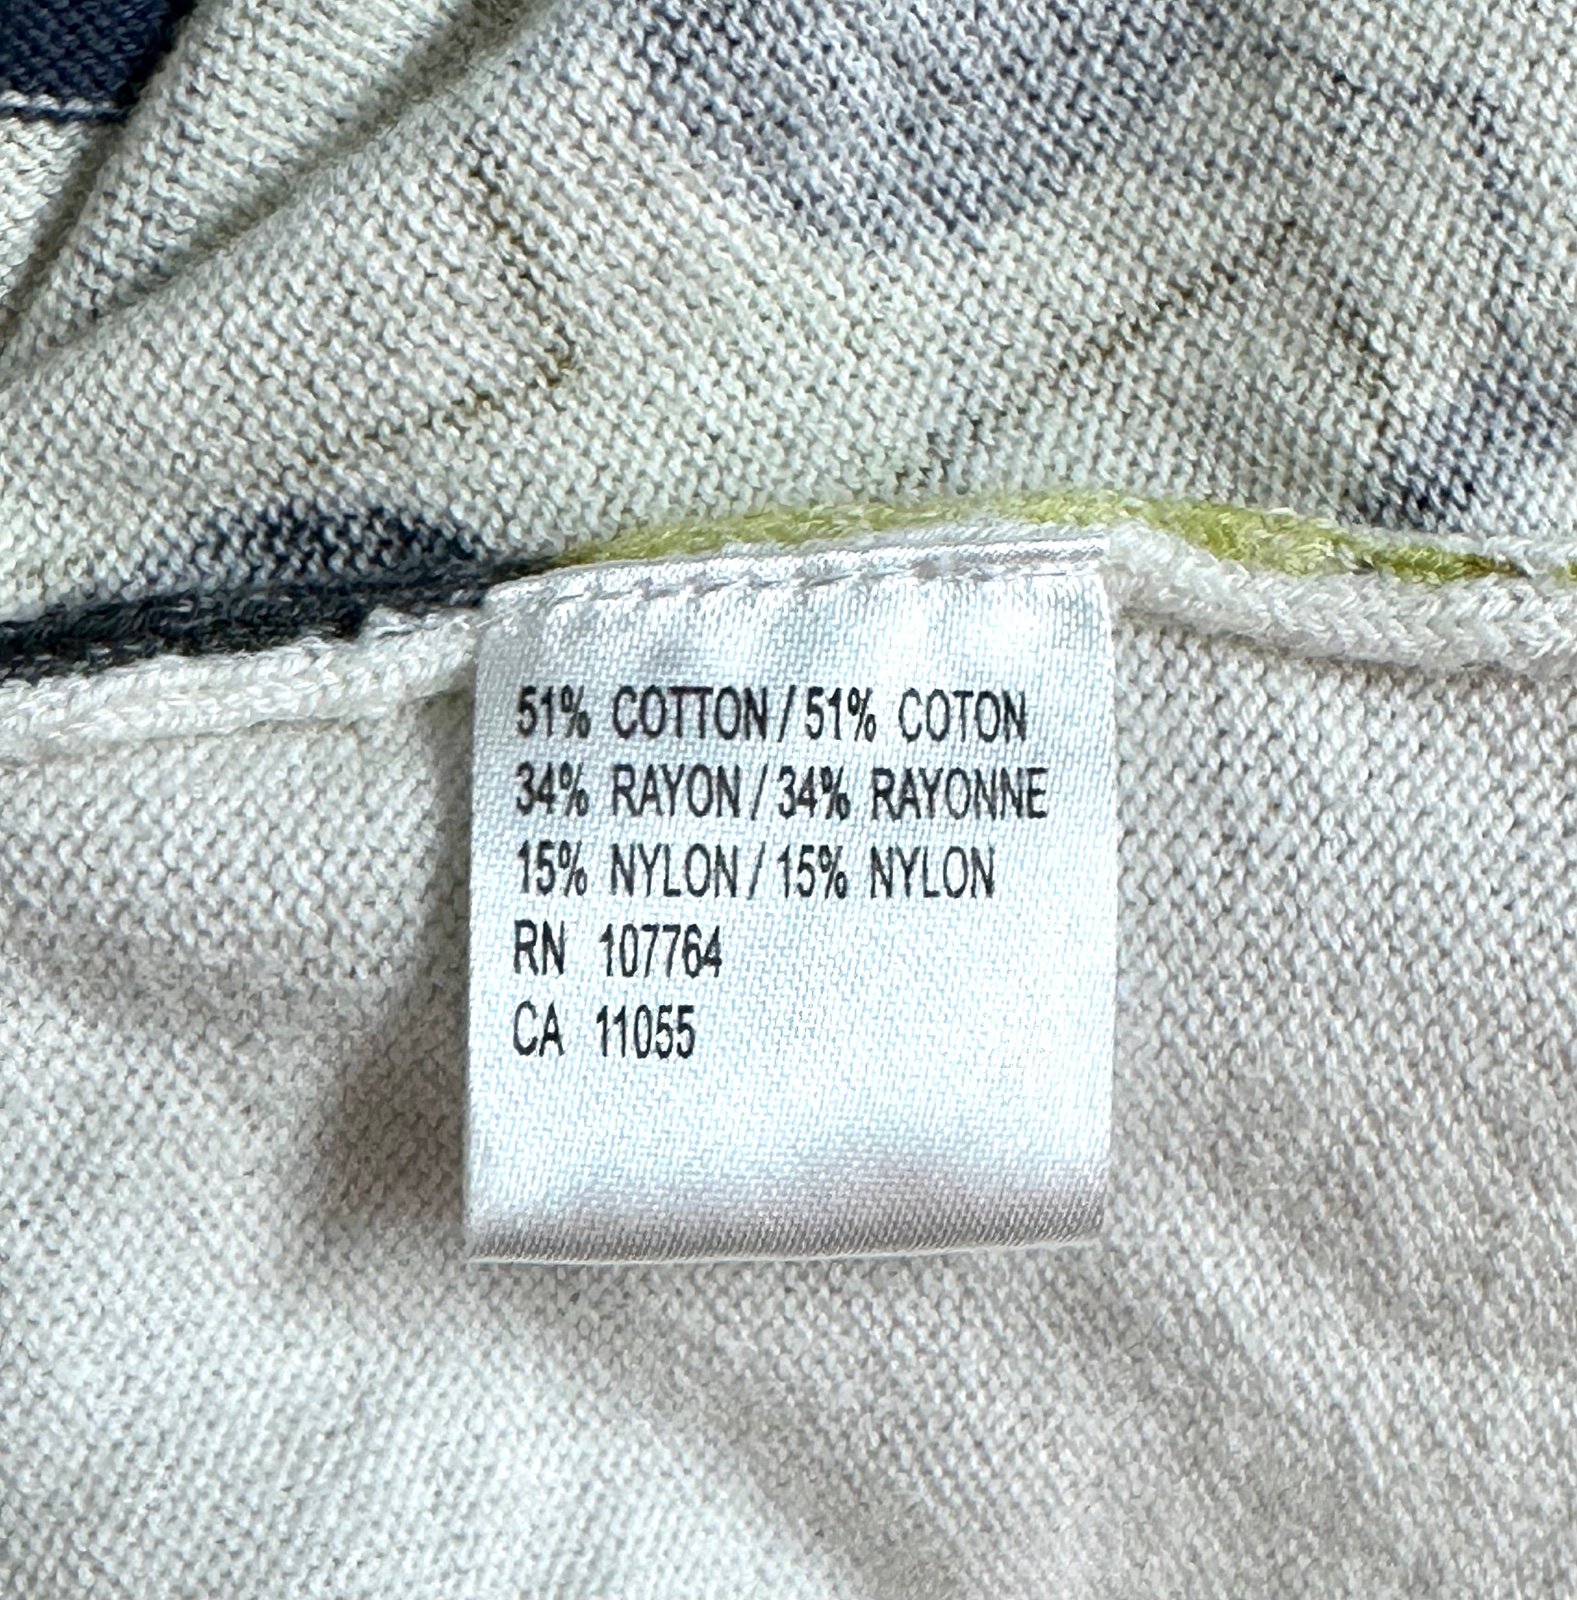 51% COTTON / 51% COTON
34% RAYON / 34% RAYONNE
15% NYLON / 15% NYLON
RN 107764
CA 11055